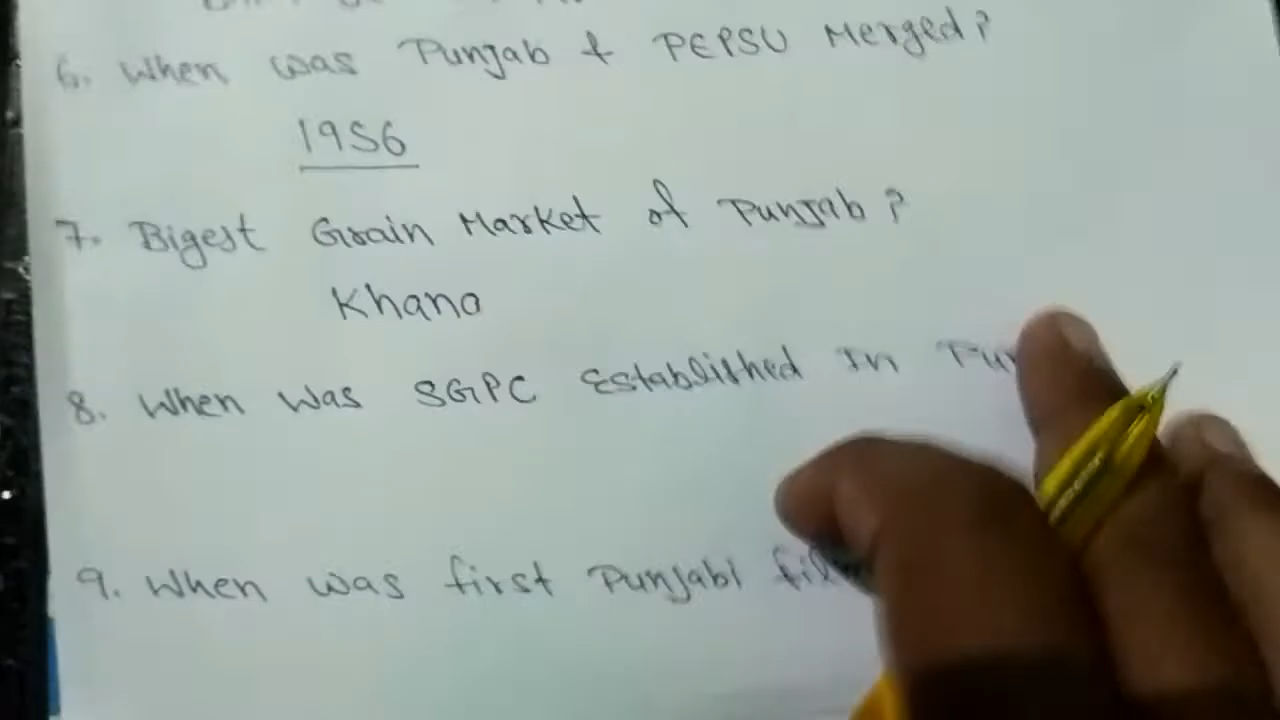 6. When was Punjab & PEPSU Merged?
1956
7. Bigest Grain Market of Punjab?
Khana
8. When was SGPC Established In
9. When was first Punjabi